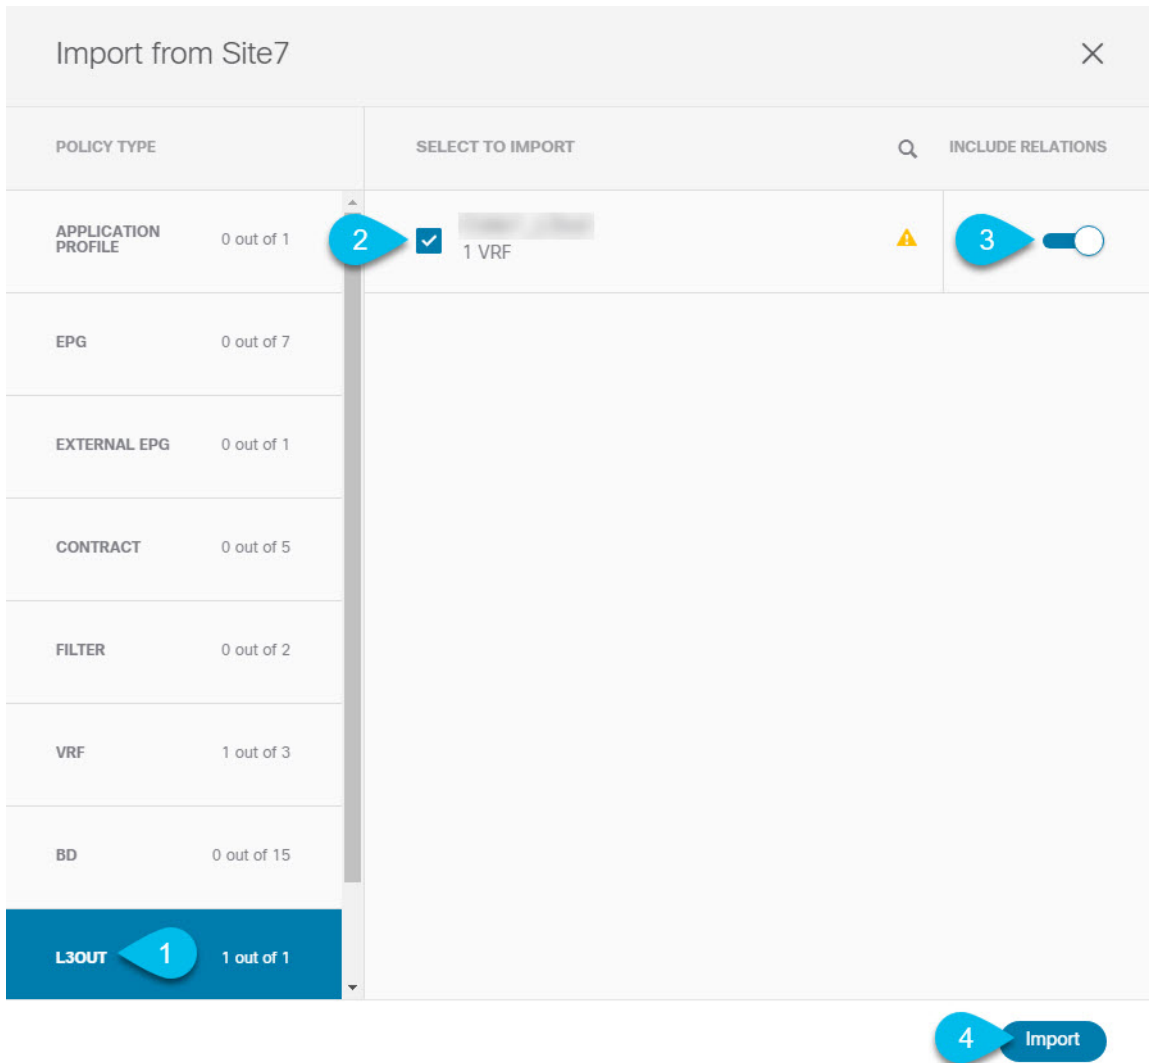 Import from Site7
POLICY TYPE
SELECT TO IMPORT
INCLUDE RELATIONS
APPLICATION PROFILE
0 out of 1
2
1 VRF
3
EPG
0 out of 7
EXTERNAL EPG
0 out of 1
CONTRACT
0 out of 5
FILTER
0 out of 2
VRF
1 out of 3
BD
0 out of 15
L3OUT
1
1 out of 1
4
Import